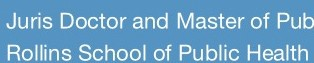 Juris Doctor and Master of Pub
Rollins School of Public Health